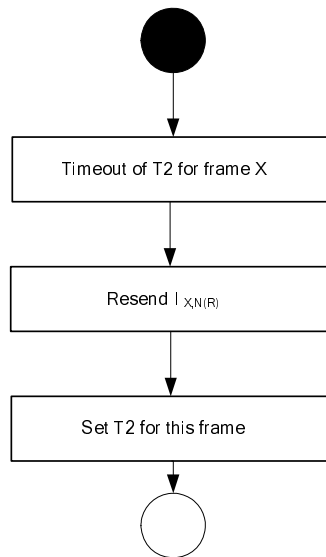 Timeout of T2 for frame X
Resend I X,N(R)
Set T2 for this frame